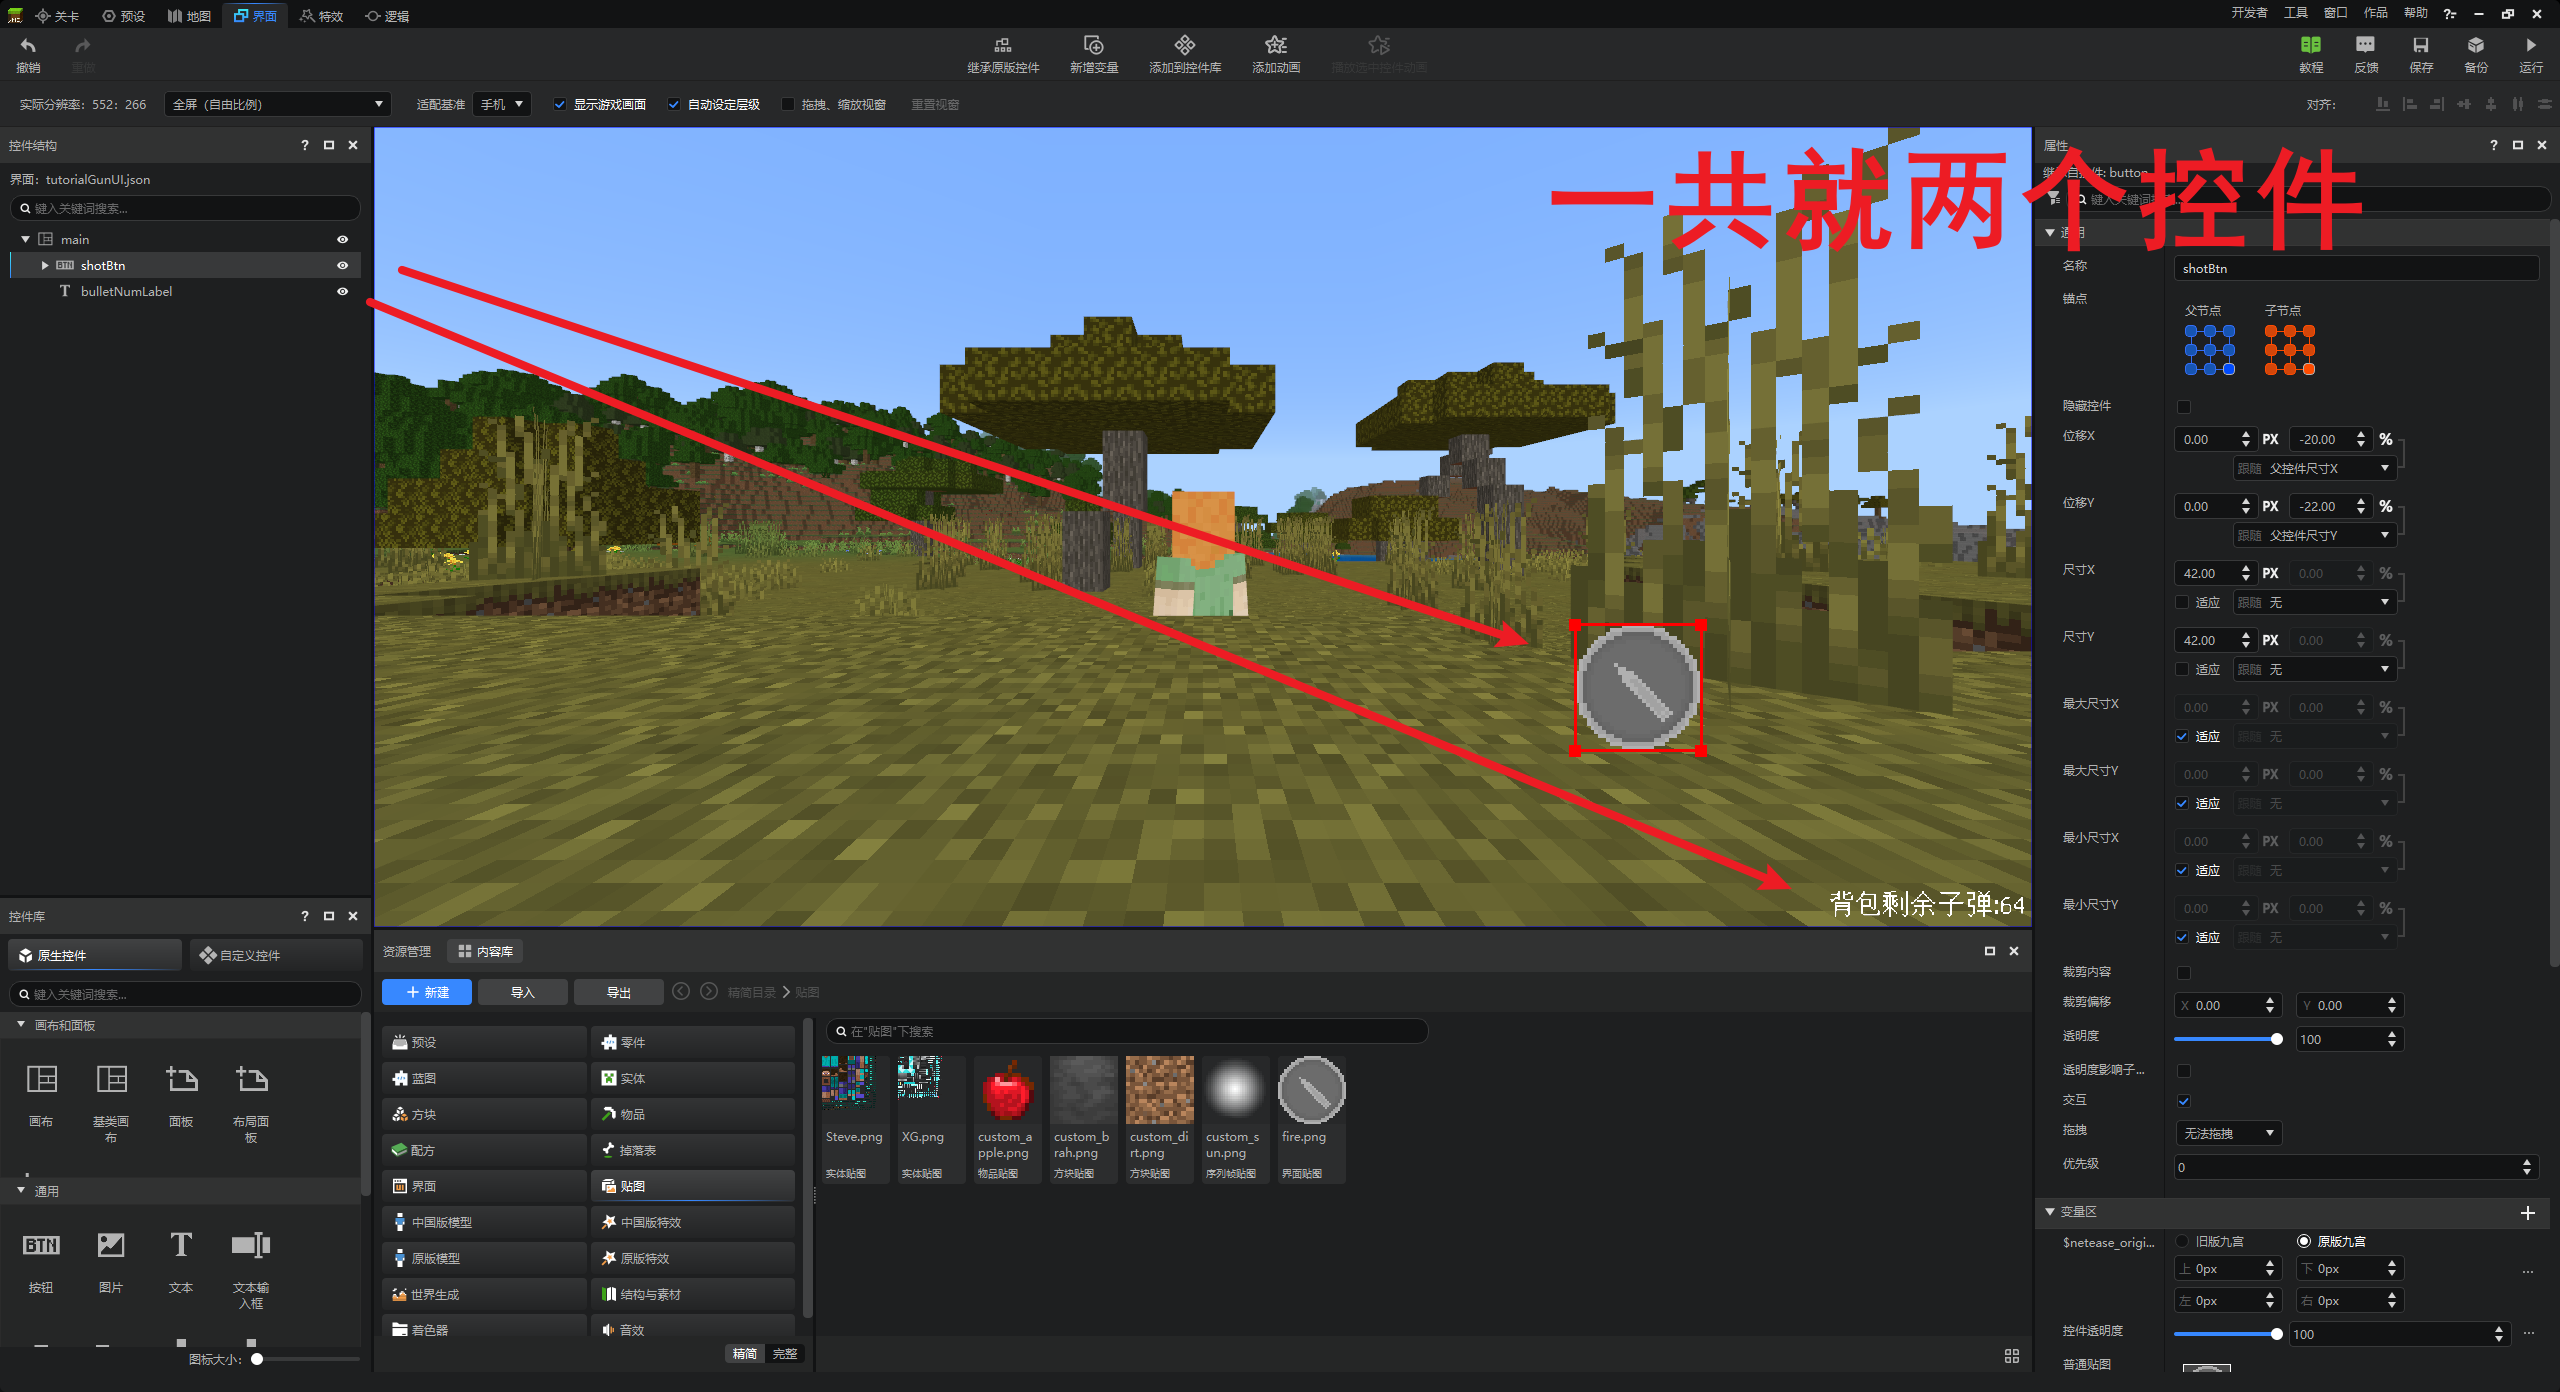 关卡 预设 地图 界面 特效 逻辑
开发者 工具 窗口 作品 帮助
撤销 重做 继承原版控件 新增变量 添加到控件库 添加动画 播放选中控件动画 教程 反馈 保存 备份 运行
实际分辨率：552：266 全屏（自由比例） 适配基准 手机 显示游戏画面 自动设定层级 拖拽、缩放视窗 重置视窗 对齐：
控件结构
界面：tutorialGunUI.json
键入关键词搜索...
main
shotBtn
bulletNumLabel
一共就两个控件
背包剩余子弹:64
控件库
原生控件 自定义控件
键入关键词搜索...
画布和面板
画布 基类画布 面板 布局面板
通用
BTN T
按钮 图片 文本 文本输入框
图标大小：
资源管理 内容库
新建 导入 导出 精简目录 贴图
预设 零件
蓝图 实体
方块 物品
配方 掉落表
界面 贴图
中国版模型 中国版特效
原版模型 原版特效
世界生成 结构与素材
着色器 音效
精简 完整
在"贴图"下搜索
Steve.png 实体贴图
XG.png 实体贴图
custom_apple.png 物品贴图
custom_brah.png 方块贴图
custom_dirt.png 方块贴图
custom_sun.png 序列帧贴图
fire.png 界面贴图
属性
button
通用
名称 shotBtn
锚点 父节点 子节点
隐藏控件
位移X 0.00 PX -20.00 %
跟随 父控件尺寸X
位移Y 0.00 PX -22.00 %
跟随 父控件尺寸Y
尺寸X 42.00 PX 0.00 %
适应 跟随 无
尺寸Y 42.00 PX 0.00 %
适应 跟随 无
最大尺寸X 0.00 PX 0.00 %
适应 跟随 无
最大尺寸Y 0.00 PX 0.00 %
适应 跟随 无
最小尺寸X 0.00 PX 0.00 %
适应 跟随 无
最小尺寸Y 0.00 PX 0.00 %
适应 跟随 无
裁剪内容
裁剪偏移 X 0.00 Y 0.00
透明度 100
透明度影响子...
交互
拖拽 无法拖拽
优先级 0
变量区
$netease_origi... 旧版九宫 原版九宫
上 0px 下 0px ...
左 0px 右 0px
控件透明度 100 ...
普通贴图